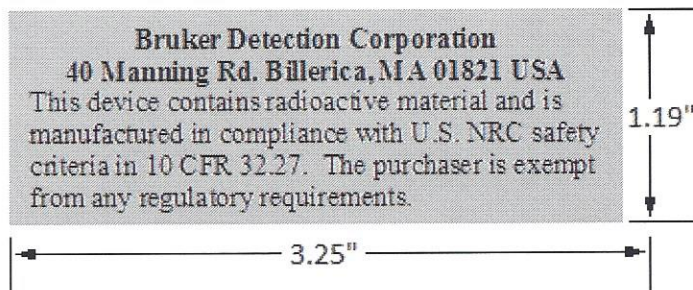 Bruker Detection Corporation
40 Manning Rd. Billerica, MA 01821 USA
This device contains radioactive material and is
manufactured in compliance with U.S. NRC safety
criteria in 10 CFR 32.27. The purchaser is exempt
from any regulatory requirements.
1.19"
3.25"